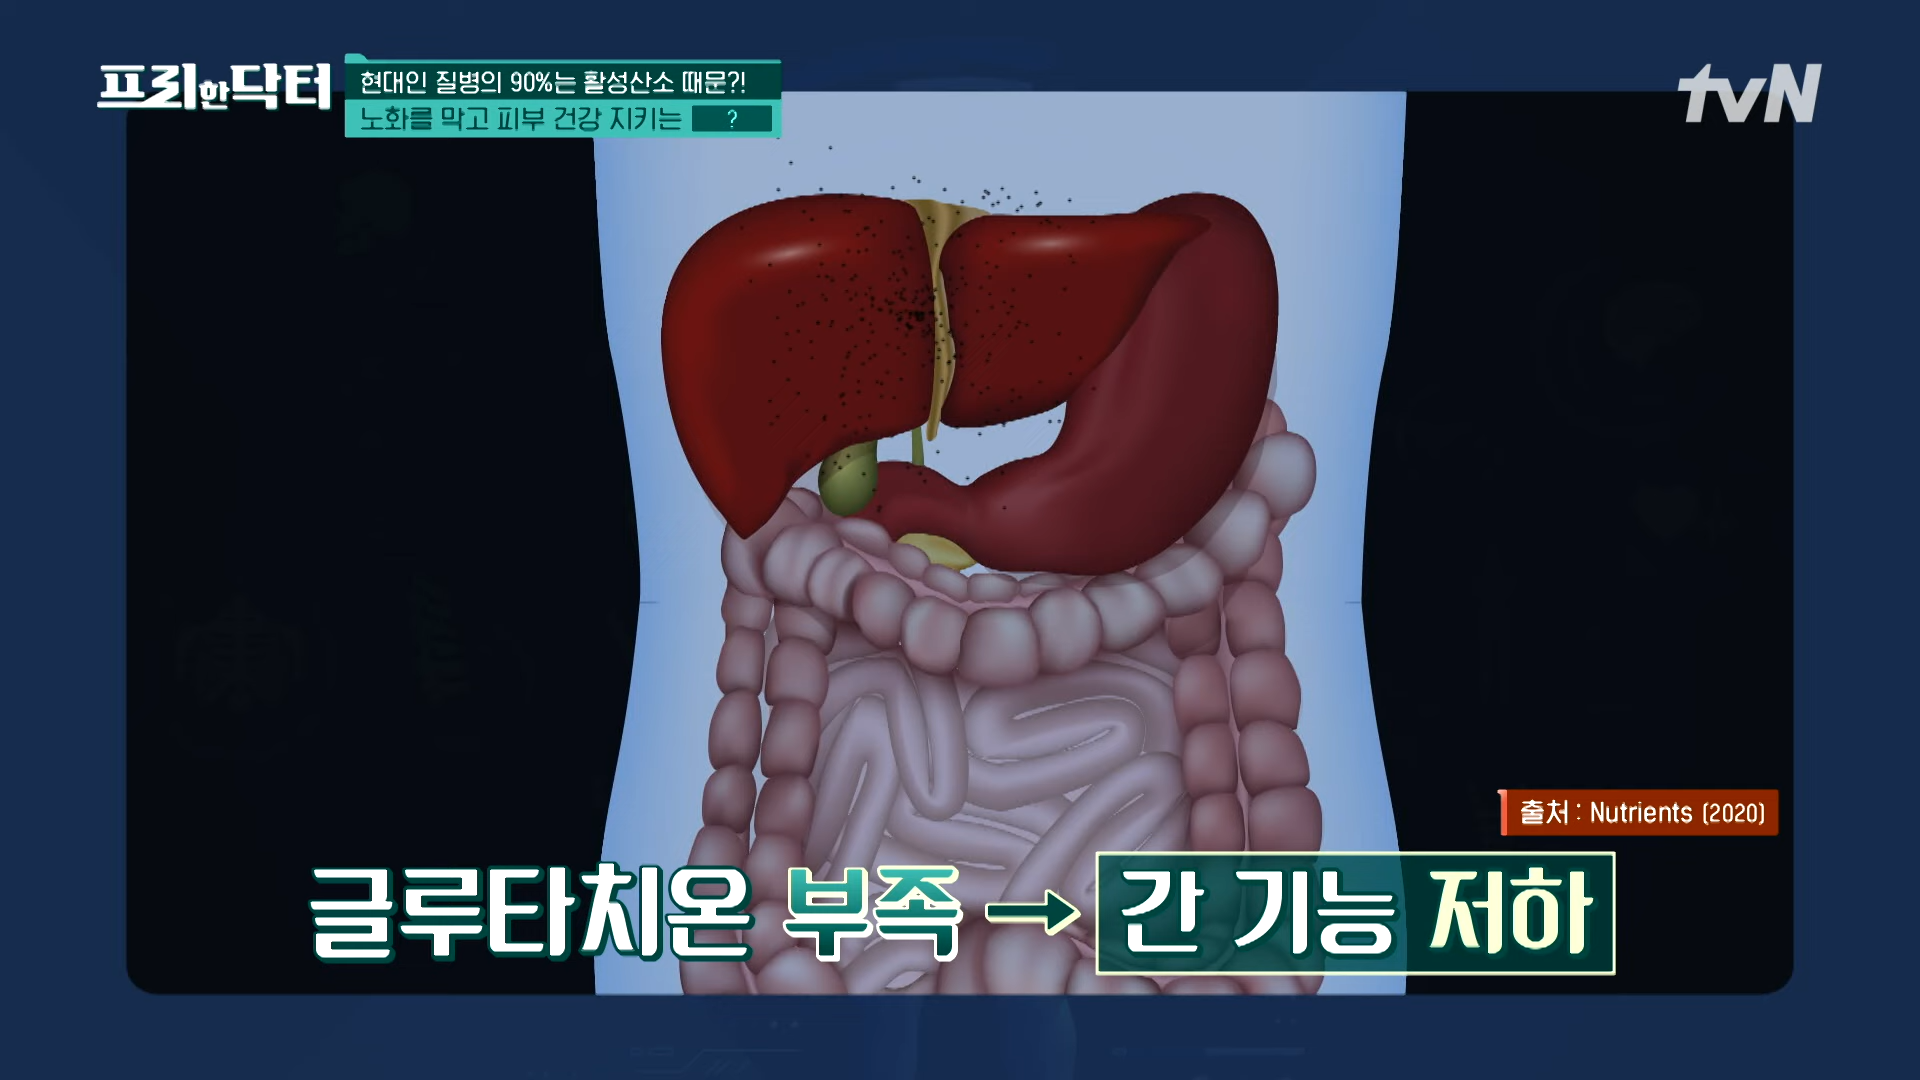 프리한닥터
현대인 질병의 90%는 활성산소 때문?!
노화를 막고 피부 건강 지키는 ?
tvN
출처 : Nutrients (2020)
글루타치온 부족 → 간 기능 저하